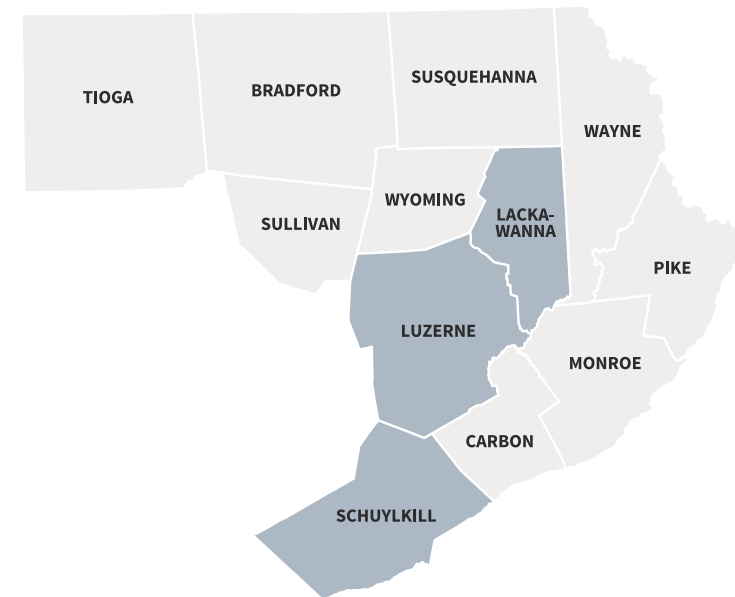 TIOGA
BRADFORD
SUSQUEHANNA
WAYNE
SULLIVAN
WYOMING
LACKA-
WANNA
PIKE
LUZERNE
MONROE
CARBON
SCHUYLKILL